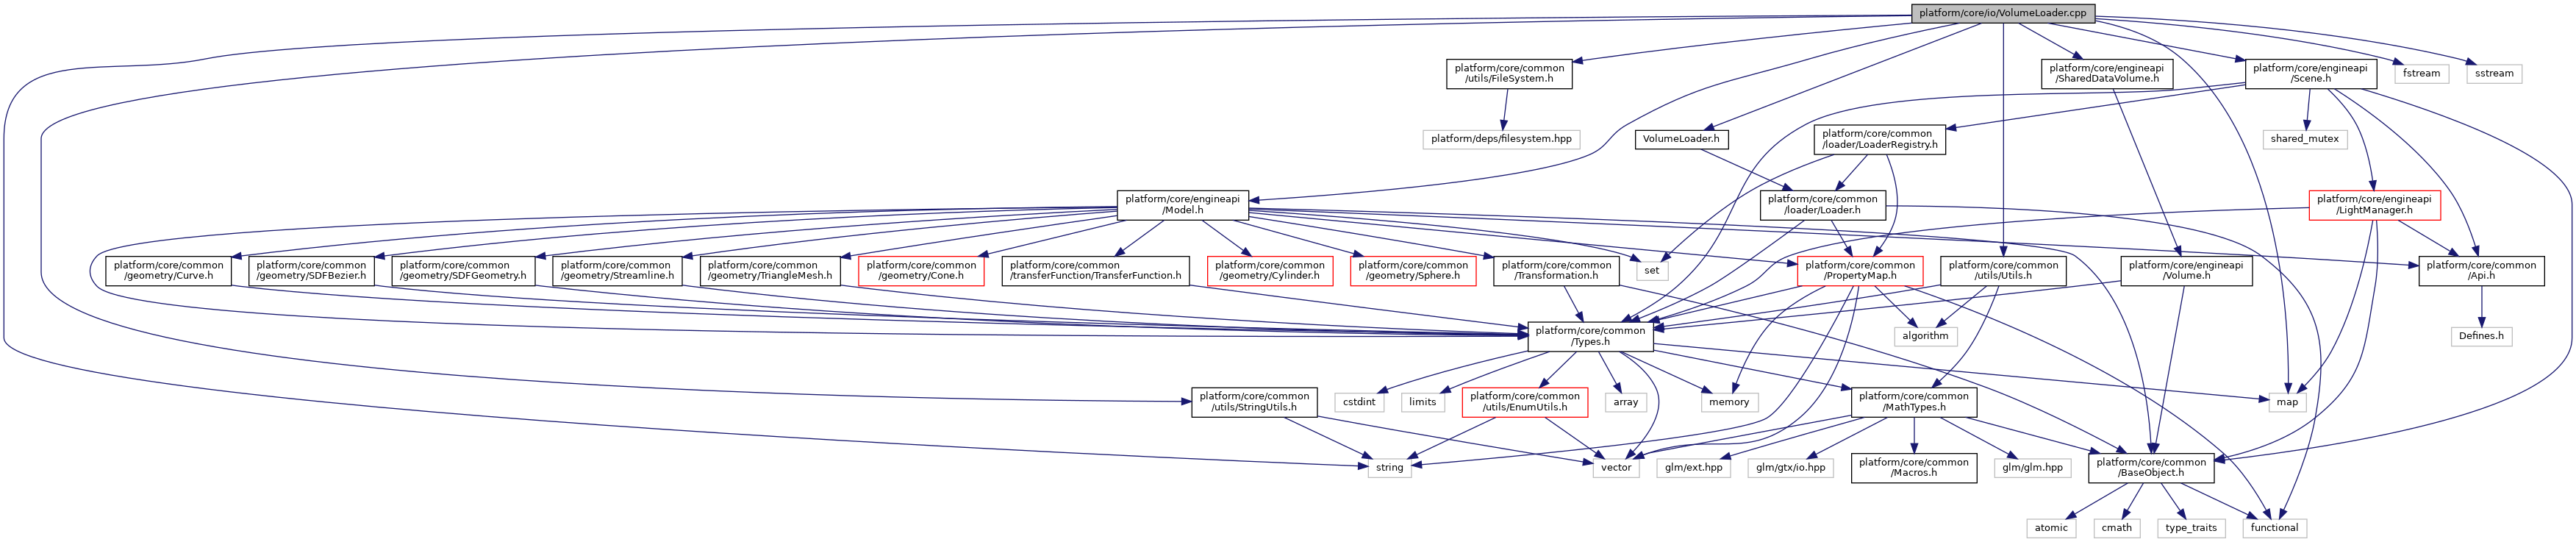 platform/core/io/VolumeLoader.cpp
platform/core/common
/utils/FileSystem.h
platform/core/engineapi
/SharedDataVolume.h
platform/core/engineapi
/Scene.h
fstream
sstream
platform/deps/filesystem.hpp
VolumeLoader.h
platform/core/common
/loader/LoaderRegistry.h
shared_mutex
platform/core/engineapi
/Model.h
platform/core/common
/loader/Loader.h
platform/core/engineapi
/LightManager.h
platform/core/common
/geometry/Curve.h
platform/core/common
/geometry/SDFBezier.h
platform/core/common
/geometry/SDFGeometry.h
platform/core/common
/geometry/Streamline.h
platform/core/common
/geometry/TriangleMesh.h
platform/core/common
/geometry/Cone.h
platform/core/common
/transferFunction/TransferFunction.h
platform/core/common
/geometry/Cylinder.h
platform/core/common
/geometry/Sphere.h
platform/core/common
/Transformation.h
set
platform/core/common
/PropertyMap.h
platform/core/common
/utils/Utils.h
platform/core/engineapi
/Volume.h
platform/core/common
/Api.h
platform/core/common
/Types.h
algorithm
Defines.h
platform/core/common
/utils/StringUtils.h
cstdint
limits
platform/core/common
/utils/EnumUtils.h
array
memory
platform/core/common
/MathTypes.h
map
string
vector
glm/ext.hpp
glm/gtx/io.hpp
platform/core/common
/Macros.h
glm/glm.hpp
platform/core/common
/BaseObject.h
atomic
cmath
type_traits
functional